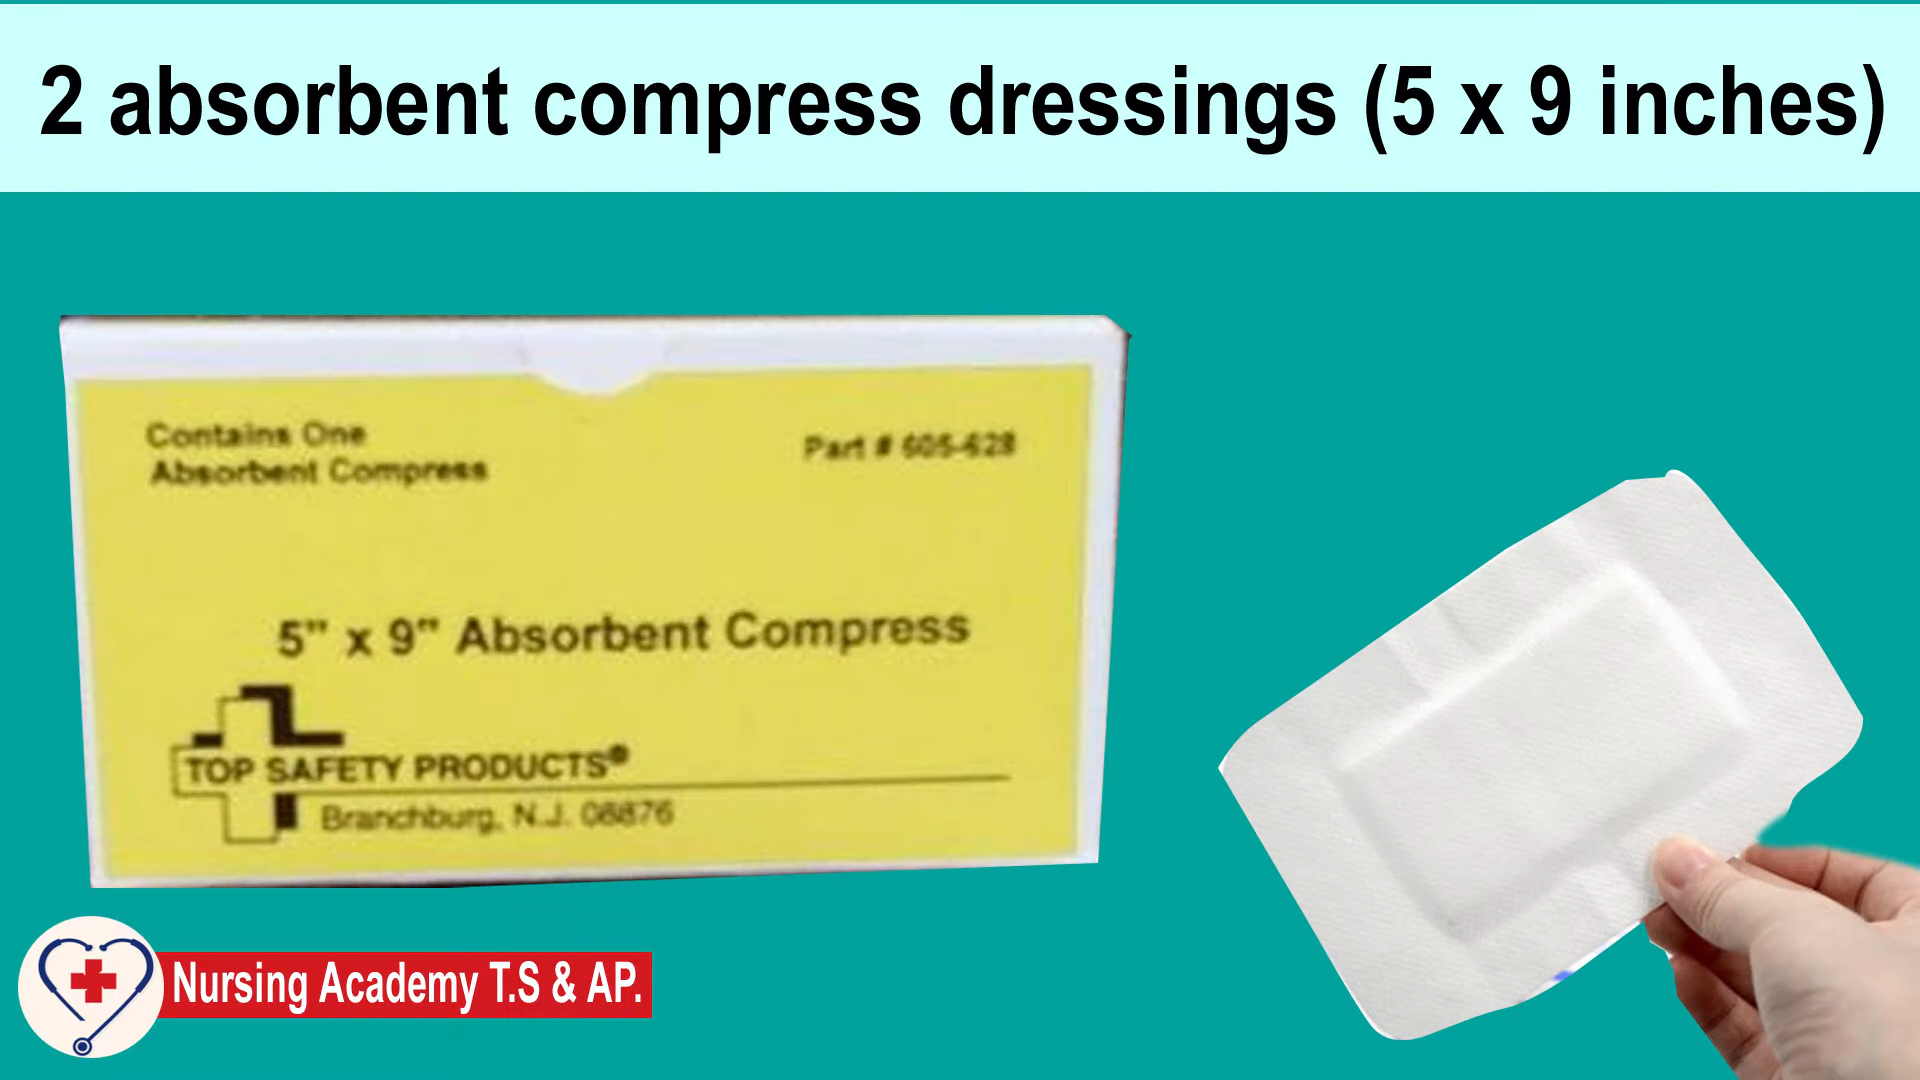 2 absorbent compress dressings (5 x 9 inches)
Contains One
Absorbent Compress
Part # 605-628
5" x 9" Absorbent Compress
TOP SAFETY PRODUCTS®
Branchburg, N.J. 08876
Nursing Academy T.S & AP.